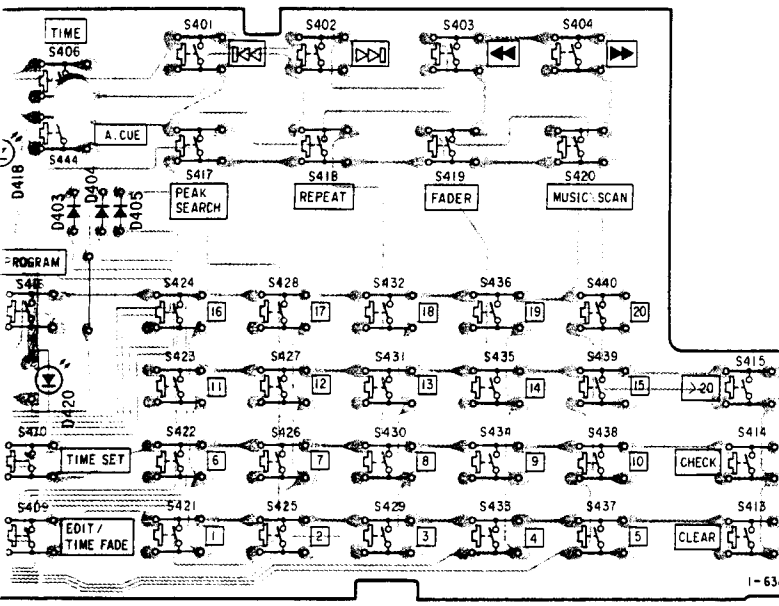 TIME
S401
S402
S403
S404
S406
A.CUE
S444
D418
D404
D403
D405
S417
S418
S419
S420
PEAK
SEARCH
REPEAT
FADER
MUSIC SCAN
PROGRAM
S424
S428
S432
S436
S440
16
17
18
19
20
S423
S427
S431
S435
S439
S415
11
12
13
14
15
>20
D420
S410
S422
S426
S430
S434
S438
S414
TIME SET
6
7
8
9
10
CHECK
S409
S421
S425
S429
S433
S437
S413
EDIT/
TIME FADE
1
2
3
4
5
CLEAR
1-63